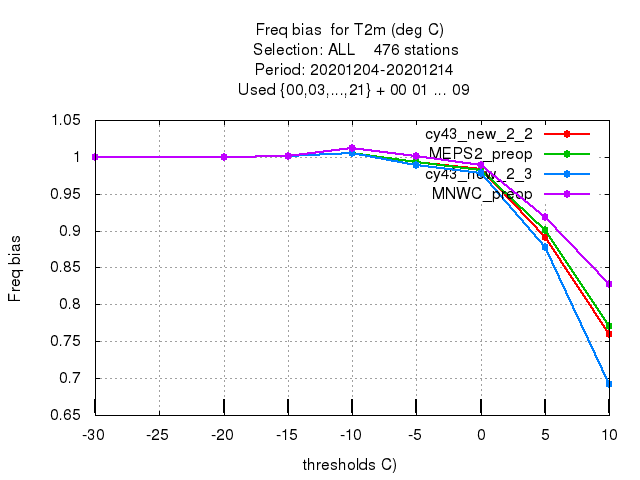 Freq bias for T2m (deg C)
Selection: ALL 476 stations
Period: 20201204-20201214
Used {00,03,...,21} + 00 01 ... 09
1.05
1
0.95
0.9
0.85
0.8
0.75
0.7
0.65
Freq bias
cy43_new_2_2
MEPS2_preop
cy43_new_2_3
MNWC_preop
-30 -25 -20 -15 -10 -5 0 5 10
thresholds C)